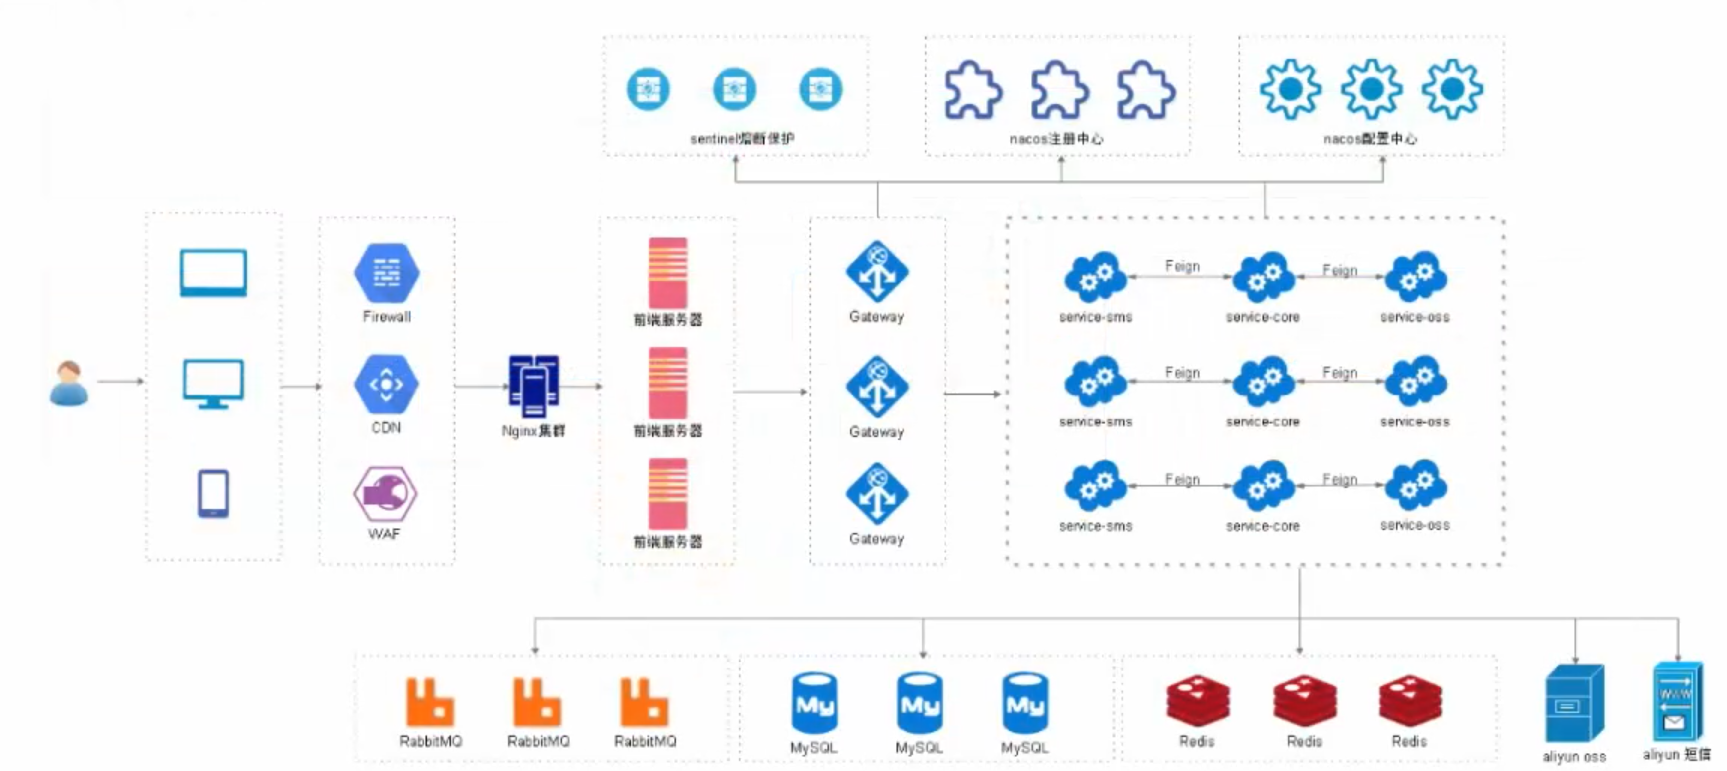 sentinel熔断保护
nacos注册中心
nacos配置中心
Firewall
CDN
WAF
Nginx集群
前端服务器
前端服务器
前端服务器
Gateway
Gateway
Gateway
Feign
Feign
service-sms
service-core
service-oss
Feign
Feign
service-sms
service-core
service-oss
Feign
Feign
service-sms
service-core
service-oss
RabbitMQ
RabbitMQ
RabbitMQ
My
My
My
MySQL
MySQL
MySQL
Redis
Redis
Redis
aliyun oss
WWW
aliyun 短信